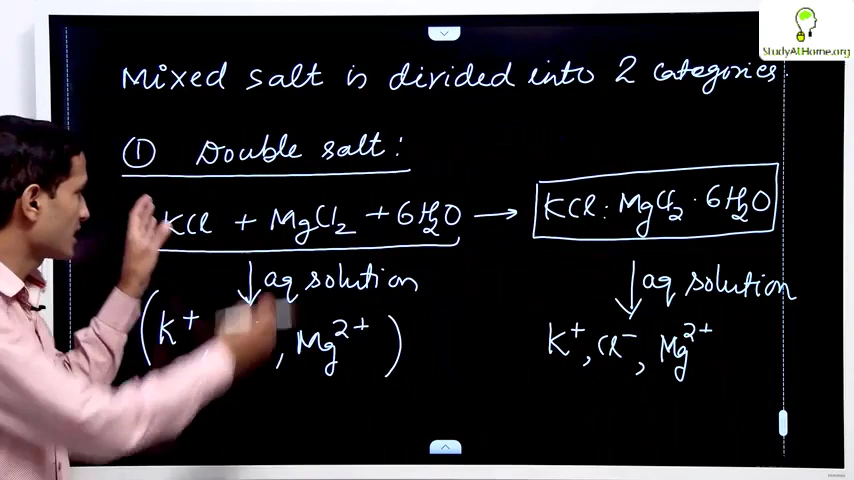 StudyAtHome.org
Mixed salt is divided into 2 categories.
① Double salt:
KCl + MgCl₂ + 6H₂O → KCl · MgCl₂ · 6H₂O
↓ aq solution ↓ aq solution
(K⁺ , Mg²⁺) K⁺, Cl⁻, Mg²⁺